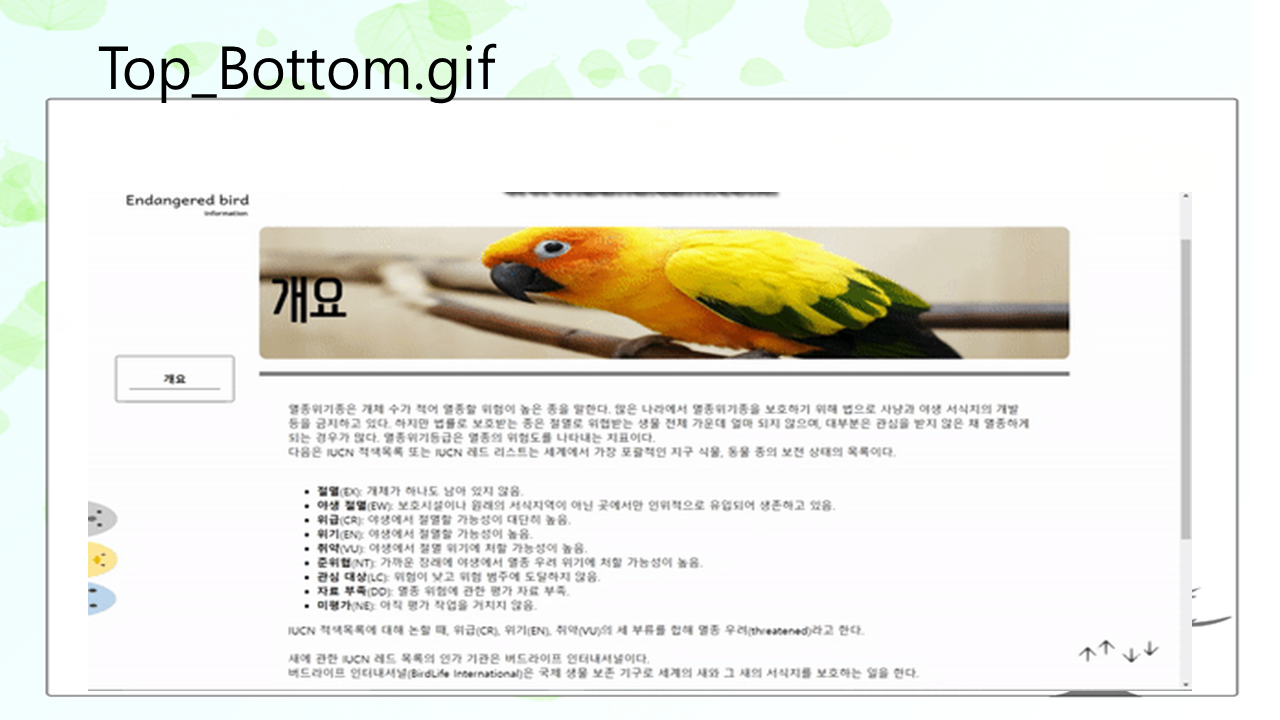 Top_Bottom.gif
Endangered bird
Information
개요
개요
멸종위기종은 개체 수가 적어 멸종할 위험이 높은 종을 말한다. 많은 나라에서 멸종위기종을 보호하기 위해 법으로 사냥과 야생 서식지의 개발
등을 금지하고 있다. 하지만 법률로 보호받는 종은 절멸로 위협받는 생물 전체 가운데 얼마 되지 않으며, 대부분은 관심을 받지 않은 채 멸종하게
되는 경우가 많다. 멸종위기등급은 멸종의 위험도를 나타내는 지표이다.
다음은 IUCN 적색목록 또는 IUCN 레드 리스트는 세계에서 가장 포괄적인 지구 식물, 동물 종의 보전 상태의 목록이다.
• 절멸(EX): 개체가 하나도 남아 있지 않음.
• 야생 절멸(EW): 보호시설이나 원래의 서식지역이 아닌 곳에서만 인위적으로 유입되어 생존하고 있음.
• 위급(CR): 야생에서 절멸할 가능성이 대단히 높음.
• 위기(EN): 야생에서 절멸할 가능성이 높음.
• 취약(VU): 야생에서 절멸 위기에 처할 가능성이 높음.
• 준위협(NT): 가까운 장래에 야생에서 멸종 우려 위기에 처할 가능성이 높음.
• 관심 대상(LC): 위험이 낮고 위험 범주에 도달하지 않음.
• 자료 부족(DD): 멸종 위험에 관한 평가 자료 부족.
• 미평가(NE): 아직 평가 작업을 거치지 않음.
IUCN 적색목록에 대해 논할 때, 위급(CR), 위기(EN), 취약(VU)의 세 부류를 합해 멸종 우려(threatened)라고 한다.
새에 관한 IUCN 레드 목록의 인가 기관은 버드라이프 인터내셔널이다.
버드라이프 인터내셔널(BirdLife International)은 국제 생물 보존 기구로 세계의 새와 그 새의 서식지를 보호하는 일을 한다.